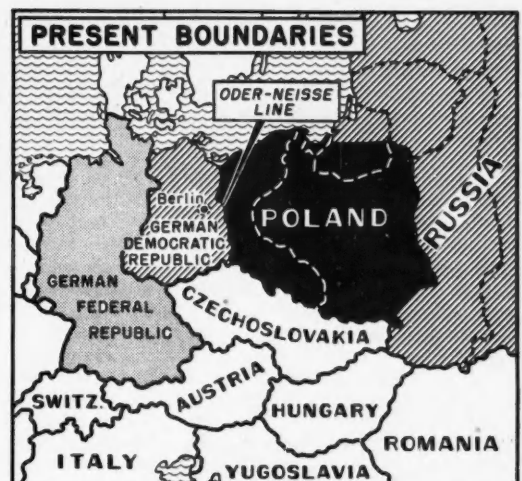 PRESENT BOUNDARIES
ODER-NEISSE
LINE
Berlin
POLAND
RUSSIA
GERMAN
DEMOCRATIC
REPUBLIC
GERMAN
FEDERAL
REPUBLIC
CZECHOSLOVAKIA
SWITZ.
AUSTRIA
HUNGARY
ROMANIA
ITALY
YUGOSLAVIA